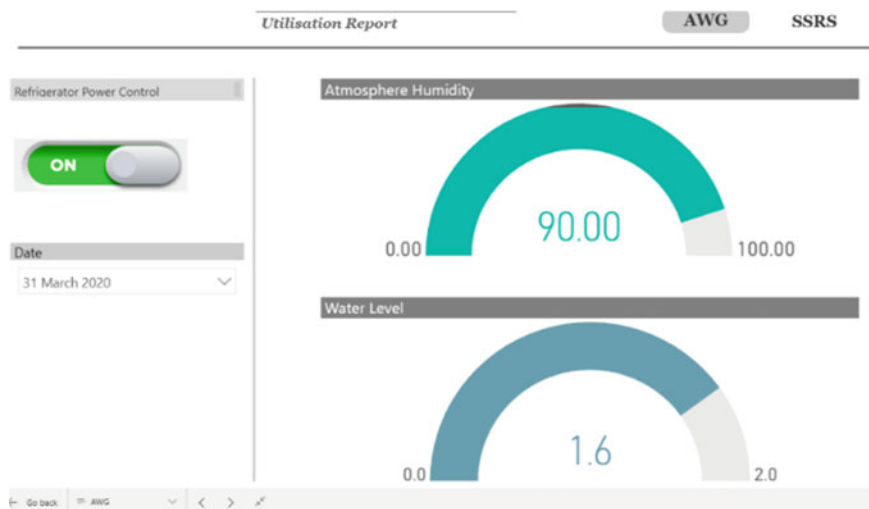 Utilisation Report
AWG
SSRS
Refrigerator Power Control
ON
Date
31 March 2020
Atmosphere Humidity
90.00
0.00
100.00
Water Level
1.6
0.0
2.0
Go back
AWG